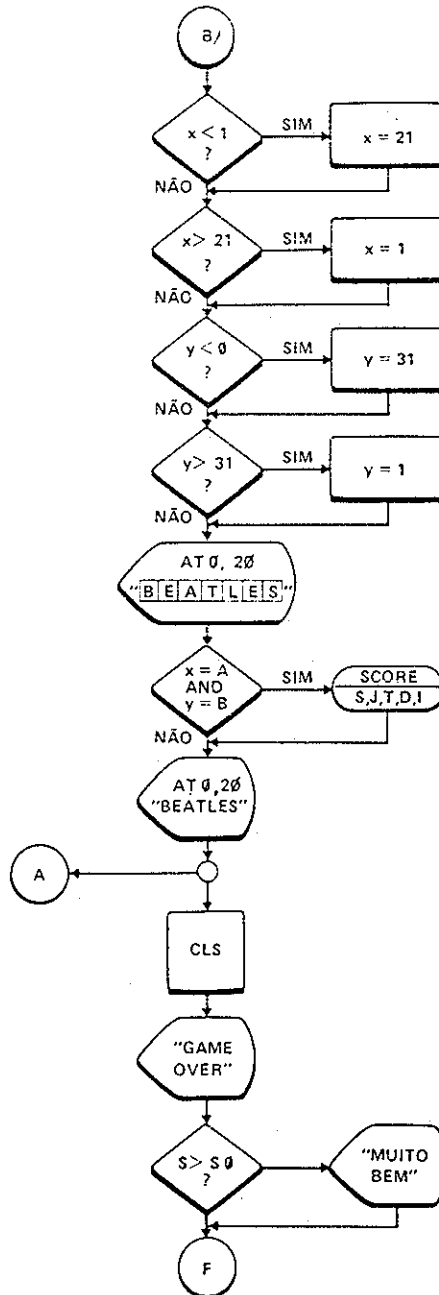 B/
x < 1
?
SIM
x = 21
NÃO
x > 21
?
SIM
x = 1
NÃO
y < 0
?
SIM
y = 31
NÃO
y > 31
?
SIM
y = 1
NÃO
AT 0, 20
"BEATLES"
x = A
AND
y = B
SIM
SCORE
S,J,T,D,I
NÃO
AT 0,20
"BEATLES"
A
CLS
"GAME
OVER"
S > S0
?
"MUITO
BEM"
F